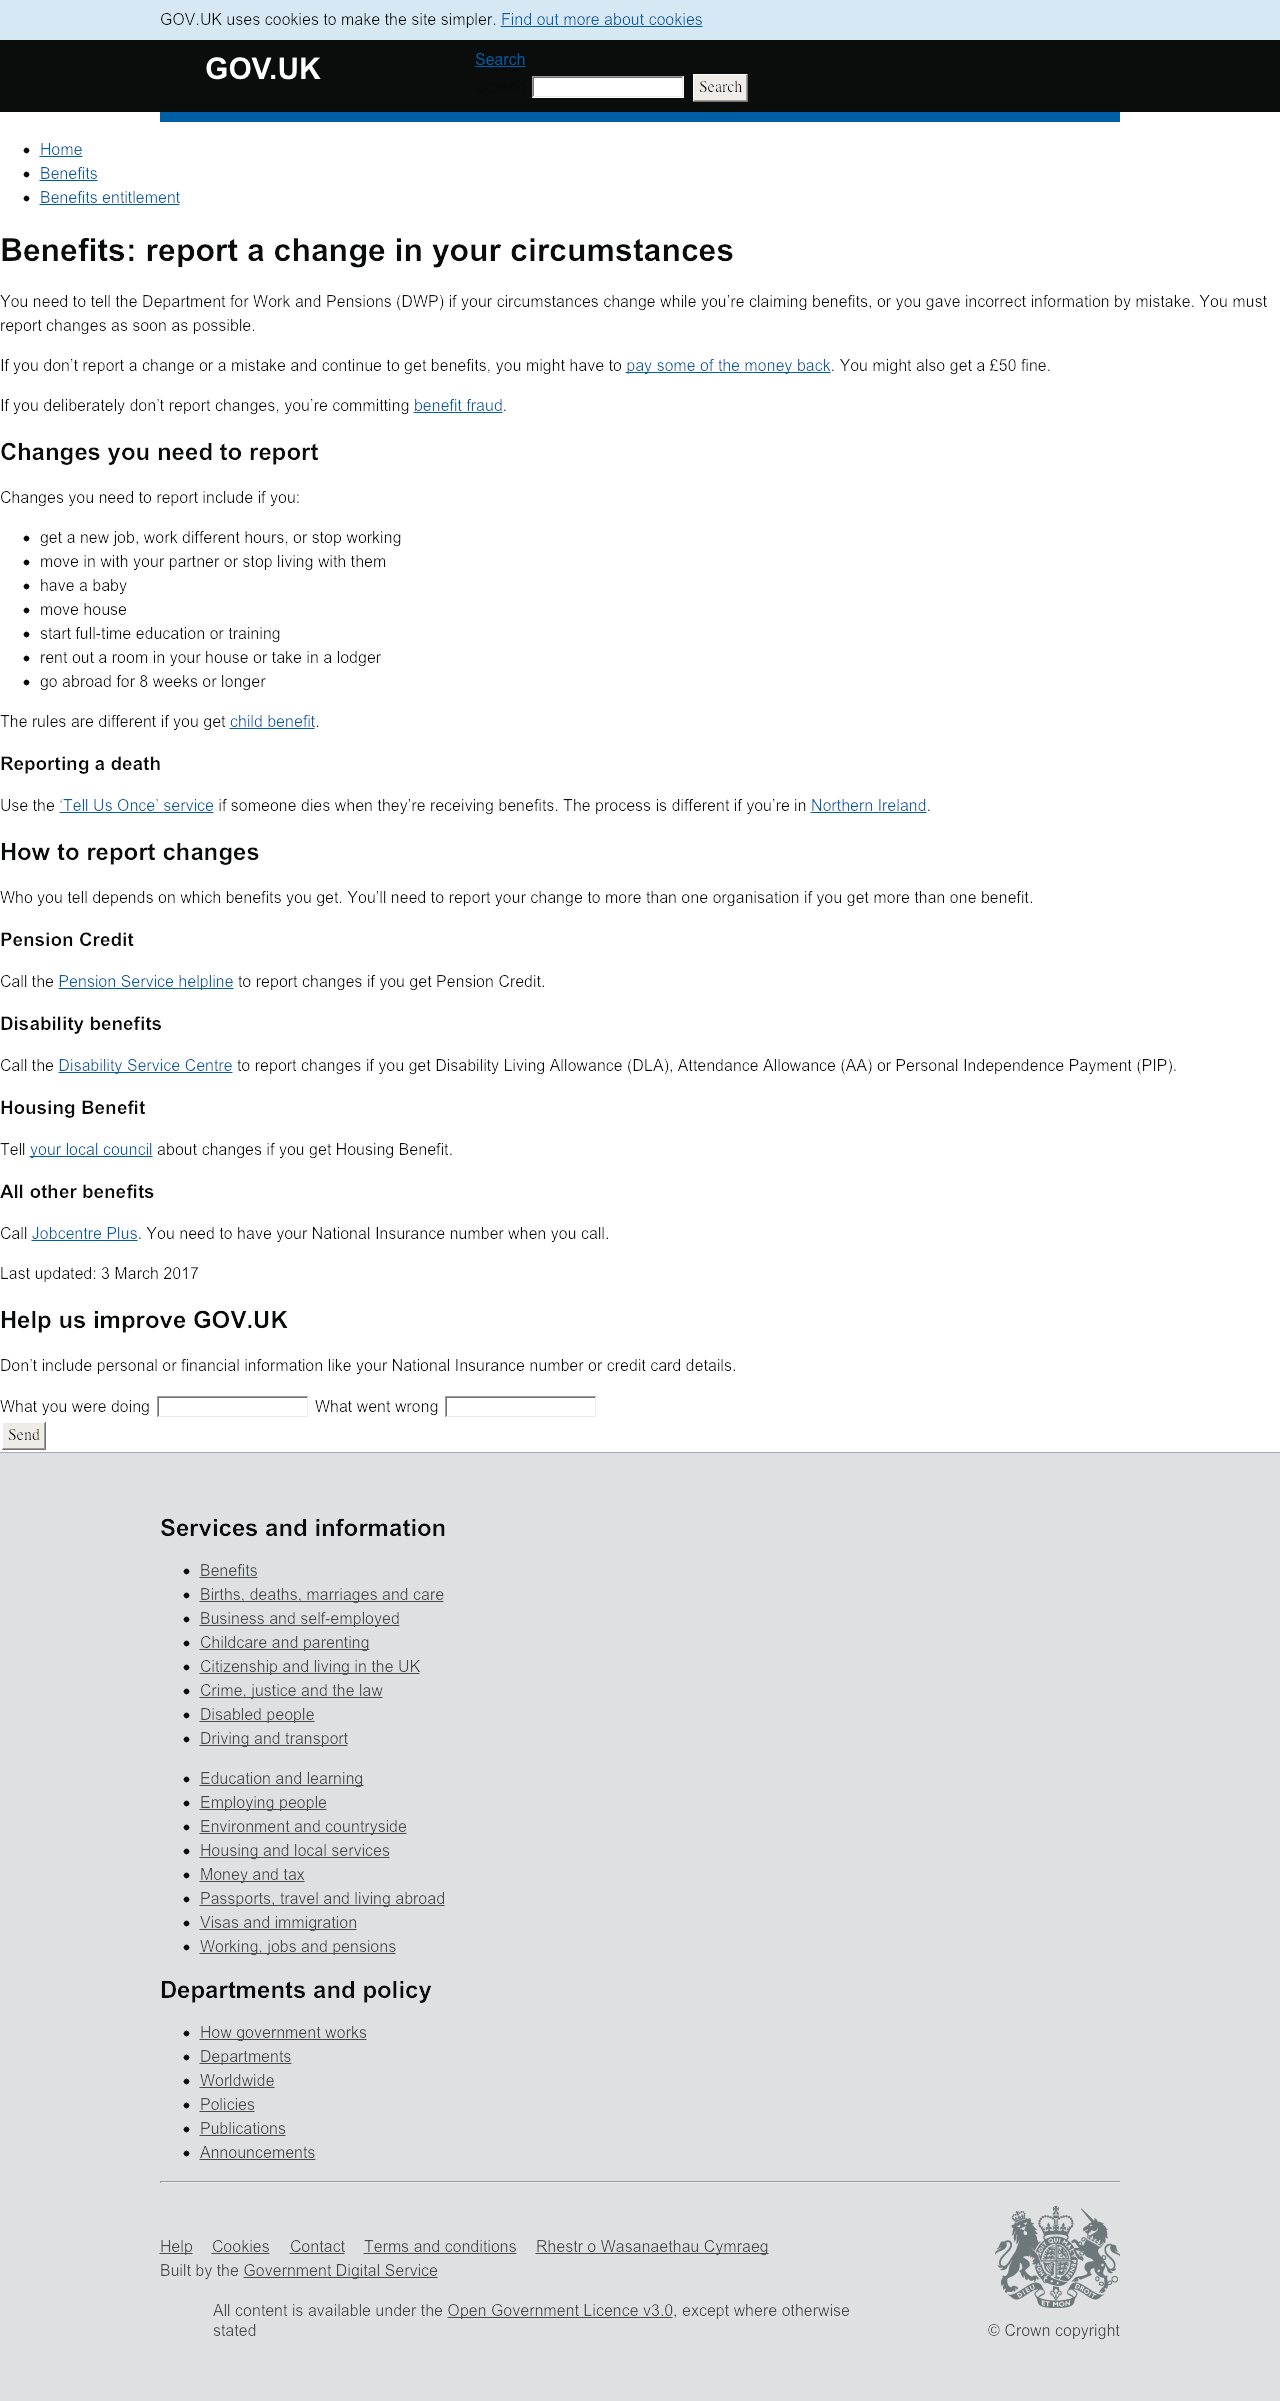 GOV.UK uses cookies to make the site simpler. Find out more about cookies
GOV.UK
Search
Search
Home
Benefits
Benefits entitlement
Benefits: report a change in your circumstances
You need to tell the Department for Work and Pensions (DWP) if your circumstances change while you’re claiming benefits, or you gave incorrect information by mistake. You must
report changes as soon as possible.
If you don’t report a change or a mistake and continue to get benefits, you might have to pay some of the money back. You might also get a £50 fine.
If you deliberately don’t report changes, you’re committing benefit fraud.
Changes you need to report
Changes you need to report include if you:
get a new job, work different hours, or stop working
move in with your partner or stop living with them
have a baby
move house
start full-time education or training
rent out a room in your house or take in a lodger
go abroad for 8 weeks or longer
The rules are different if you get child benefit.
Reporting a death
Use the ‘Tell Us Once’ service if someone dies when they’re receiving benefits. The process is different if you’re in Northern Ireland.
How to report changes
Who you tell depends on which benefits you get. You’ll need to report your change to more than one organisation if you get more than one benefit.
Pension Credit
Call the Pension Service helpline to report changes if you get Pension Credit.
Disability benefits
Call the Disability Service Centre to report changes if you get Disability Living Allowance (DLA), Attendance Allowance (AA) or Personal Independence Payment (PIP).
Housing Benefit
Tell your local council about changes if you get Housing Benefit.
All other benefits
Call Jobcentre Plus. You need to have your National Insurance number when you call.
Last updated: 3 March 2017
Help us improve GOV.UK
Don’t include personal or financial information like your National Insurance number or credit card details.
What you were doing What went wrong
Send
Services and information
Benefits
Births, deaths, marriages and care
Business and self-employed
Childcare and parenting
Citizenship and living in the UK
Crime, justice and the law
Disabled people
Driving and transport
Education and learning
Employing people
Environment and countryside
Housing and local services
Money and tax
Passports, travel and living abroad
Visas and immigration
Working, jobs and pensions
Departments and policy
How government works
Departments
Worldwide
Policies
Publications
Announcements
Help Cookies Contact Terms and conditions Rhestr o Wasanaethau Cymraeg
Built by the Government Digital Service
All content is available under the Open Government Licence v3.0, except where otherwise
stated
DIEU ET MON DROIT
© Crown copyright